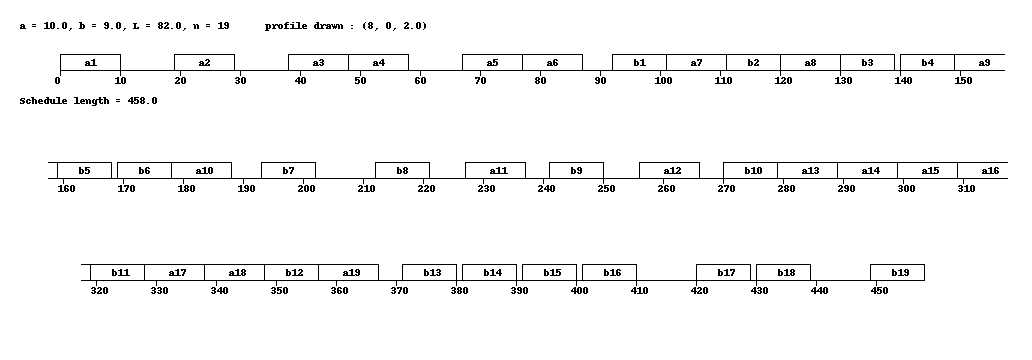 a = 10.0, b = 9.0, L = 82.0, n = 19 profile drawn : (8, 0, 2.0)
a1 a2 a3 a4 a5 a6 b1 a7 b2 a8 b3 b4 a9
0 10 20 30 40 50 60 70 80 90 100 110 120 130 140 150
Schedule length = 458.0
b5 b6 a10 b7 b8 a11 b9 a12 b10 a13 a14 a15 a16
160 170 180 190 200 210 220 230 240 250 260 270 280 290 300 310
b11 a17 a18 b12 a19 b13 b14 b15 b16 b17 b18 b19
320 330 340 350 360 370 380 390 400 410 420 430 440 450